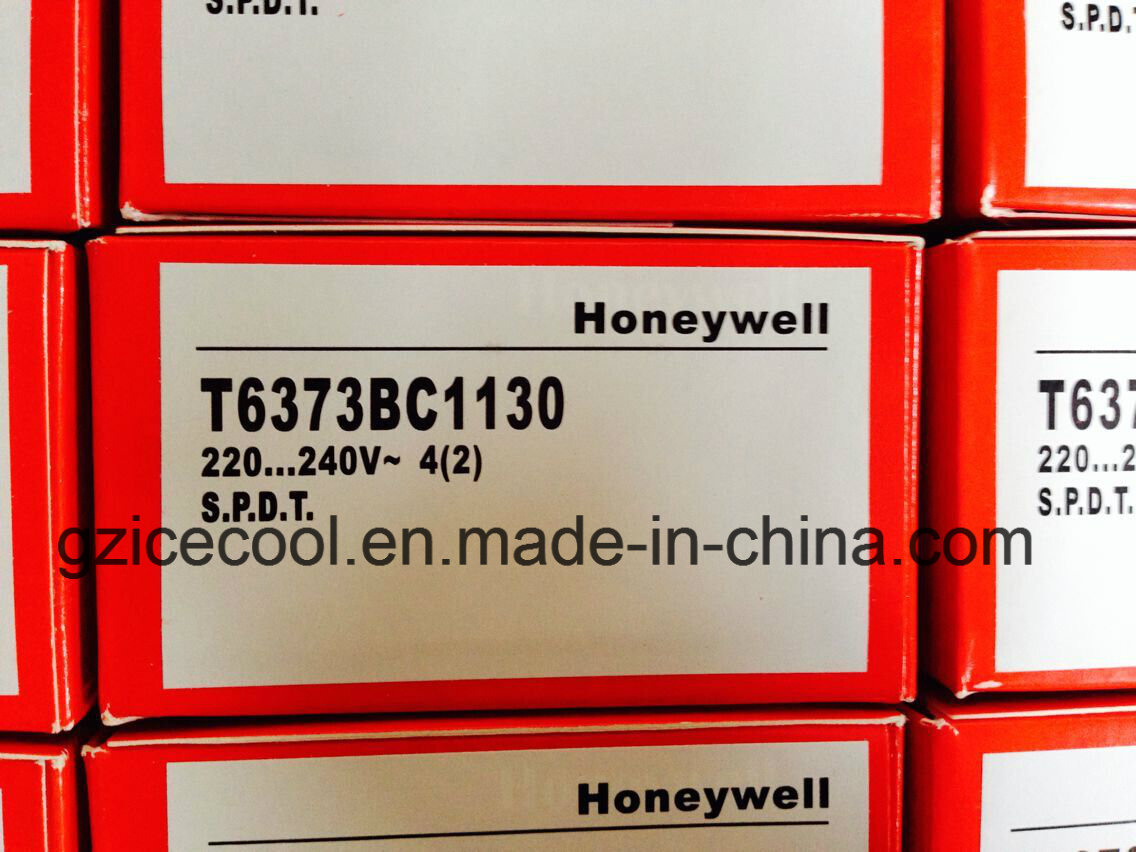 S.P.D.T.
S.P.D.
Honeywell
T6373BC1130
220...240V~ 4(2)
S.P.D.T.
T637
220...2
S.P.D.T.
gzicecool.en.made-in-china.com
Honeywell